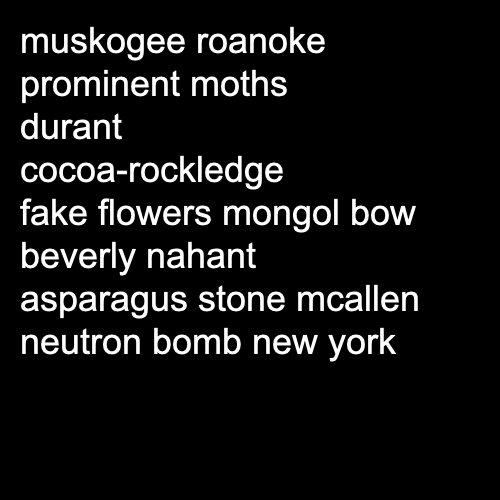 muskogee roanoke
prominent moths
durant
cocoa-rockledge
fake flowers mongol bow
beverly nahant
asparagus stone mcallen
neutron bomb new york